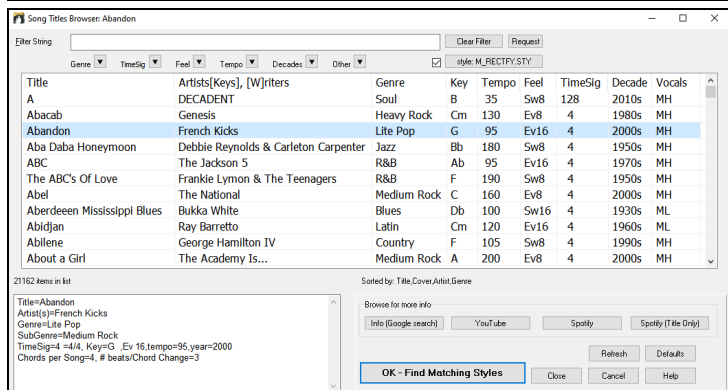 Song Titles Browser: Abandon
Filter String
Clear Filter Request
Genre TimeSig Feel Tempo Decades Other style: M_RECTFY.STY
Title Artists[Keys], [W]riters Genre Key Tempo Feel TimeSig Decade Vocals
A DECADENT Soul B 35 Sw8 128 2010s MH
Abacab Genesis Heavy Rock Cm 130 Ev8 4 1980s MH
Abandon French Kicks Lite Pop G 95 Ev16 4 2000s MH
Aba Daba Honeymoon Debbie Reynolds & Carleton Carpenter Jazz Bb 180 Sw8 4 1950s MH
ABC The Jackson 5 R&B Ab 95 Ev16 4 1970s MH
The ABC's Of Love Frankie Lymon & The Teenagers R&B F 190 Sw8 4 1950s MH
Abel The National Medium Rock C 160 Ev8 4 2000s MH
Aberdeeen Mississippi Blues Bukka White Blues Db 100 Sw16 4 1930s ML
Abidjan Ray Barretto Latin Cm 120 Ev16 4 1960s ML
Abilene George Hamilton IV Country F 105 Sw8 4 1990s MH
About a Girl The Academy Is... Medium Rock A 200 Ev8 4 2000s MH
21162 items in list Sorted by: Title,Cover,Artist,Genre
Title=Abandon
Artist(s)=French Kicks
Genre=Lite Pop
SubGenre=Medium Rock
TimeSig=4 =4/4, Key=G ,Ev 16,tempo=95,year=2000
Chords per Song=4, # beats/Chord Change=3
Browse for more info
Info (Google search) YouTube Spotify Spotify (Title Only)
Refresh Defaults
OK - Find Matching Styles Close Cancel Help